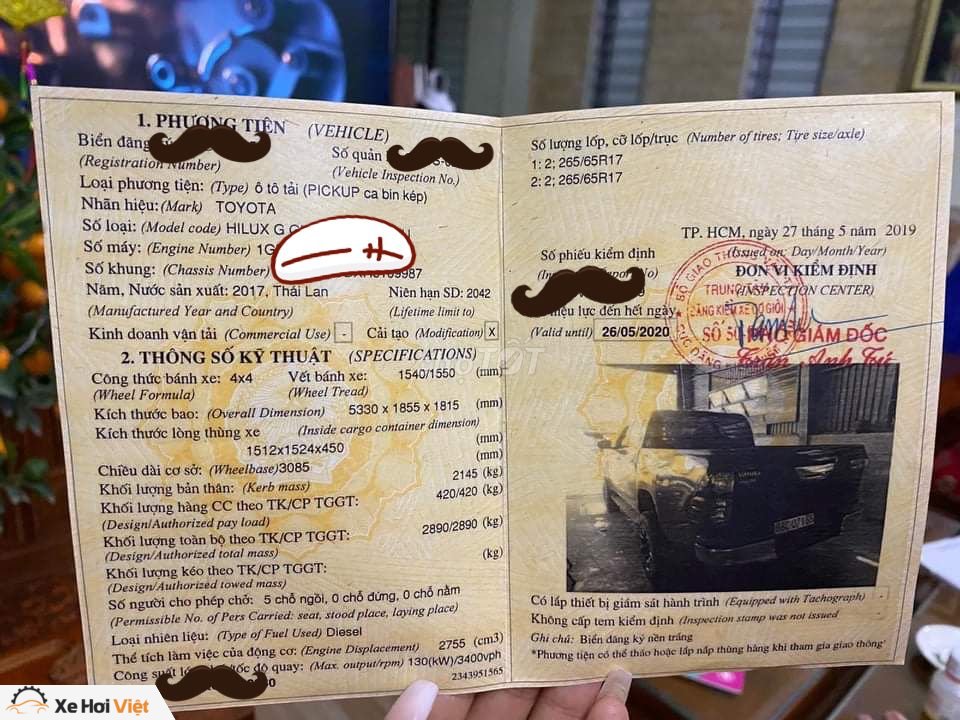 1. PHƯƠNG TIỆN (VEHICLE)
Biển đăng
(Registration Number)
Số quản
(Vehicle Inspection No.)
Loại phương tiện: (Type) ô tô tải (PICKUP ca bin kép)
Nhãn hiệu: (Mark) TOYOTA
Số loại: (Model code) HILUX G
Số máy: (Engine Number) 1G
Số khung: (Chassis Number)
Năm, Nước sản xuất: 2017, Thái Lan
(Manufactured Year and Country)
Niên hạn SD: 2042
(Lifetime limit to)
Kinh doanh vận tải (Commercial Use) - Cải tạo (Modification) X
2. THÔNG SỐ KỸ THUẬT (SPECIFICATIONS)
Công thức bánh xe: 4x4 Vết bánh xe: 1540/1550 (mm)
(Wheel Formula) (Wheel Tread)
Kích thước bao: (Overall Dimension) 5330 x 1855 x 1815 (mm)
Kích thước lòng thùng xe (Inside cargo container dimension)
1512x1524x450 (mm)
Chiều dài cơ sở: (Wheelbase) 3085 (mm)
Khối lượng bản thân: (Kerb mass) 2145 (kg)
Khối lượng hàng CC theo TK/CP TGGT: 420/420 (kg)
(Design/Authorized pay load)
Khối lượng toàn bộ theo TK/CP TGGT: 2890/2890 (kg)
(Design/Authorized total mass)
Khối lượng kéo theo TK/CP TGGT: (kg)
(Design/Authorized towed mass)
Số người cho phép chở: 5 chỗ ngồi, 0 chỗ đứng, 0 chỗ nằm
(Permissible No. of Pers Carried: seat, stood place, laying place)
Loại nhiên liệu: (Type of Fuel Used) Diesel
Thể tích làm việc của động cơ: (Engine Displacement) 2755 (cm3)
Công suất tốc độ quay: (Max. output/rpm) 130(kW)/3400vph
2343951565
Số lượng lốp, cỡ lốp/trục (Number of tires; Tire size/axle)
1: 2; 265/65R17
2: 2; 265/65R17
TP. HCM, ngày 27 tháng 5 năm 2019
(Issued on: Day/Month/Year)
Số phiếu kiểm định
ĐƠN VỊ KIỂM ĐỊNH
(INSPECTION CENTER)
lực đến hết ngày
(Valid until) 26/05/2020
PHÓ GIÁM ĐỐC
Trần Anh Tú
Có lắp thiết bị giám sát hành trình (Equipped with Tachograph)
Không cấp tem kiểm định (Inspection stamp was not issued
Ghi chú: Biển đăng ký nền trắng
*Phương tiện có thể tháo hoặc lắp nắp thùng hàng khi tham gia giao thông
Xe Hơi Việt